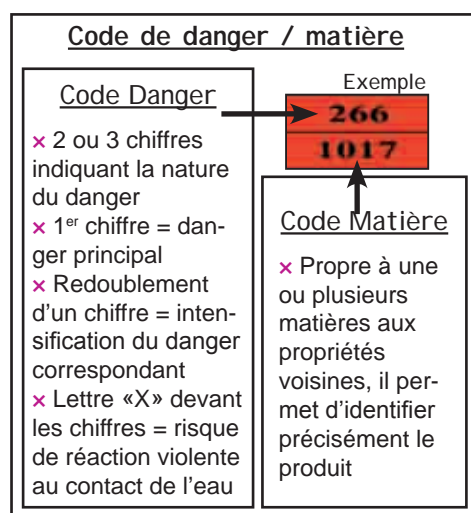 Code de danger / matière
Code Danger
× 2 ou 3 chiffres
indiquant la nature
du danger
× 1er chiffre = dan-
ger principal
× Redoublement
d'un chiffre = inten-
sification du danger
correspondant
× Lettre «X» devant
les chiffres = risque
de réaction violente
au contact de l'eau
Exemple
266
1017
Code Matière
× Propre à une
ou plusieurs
matières aux
propriétés
voisines, il per-
met d'identifier
précisément le
produit